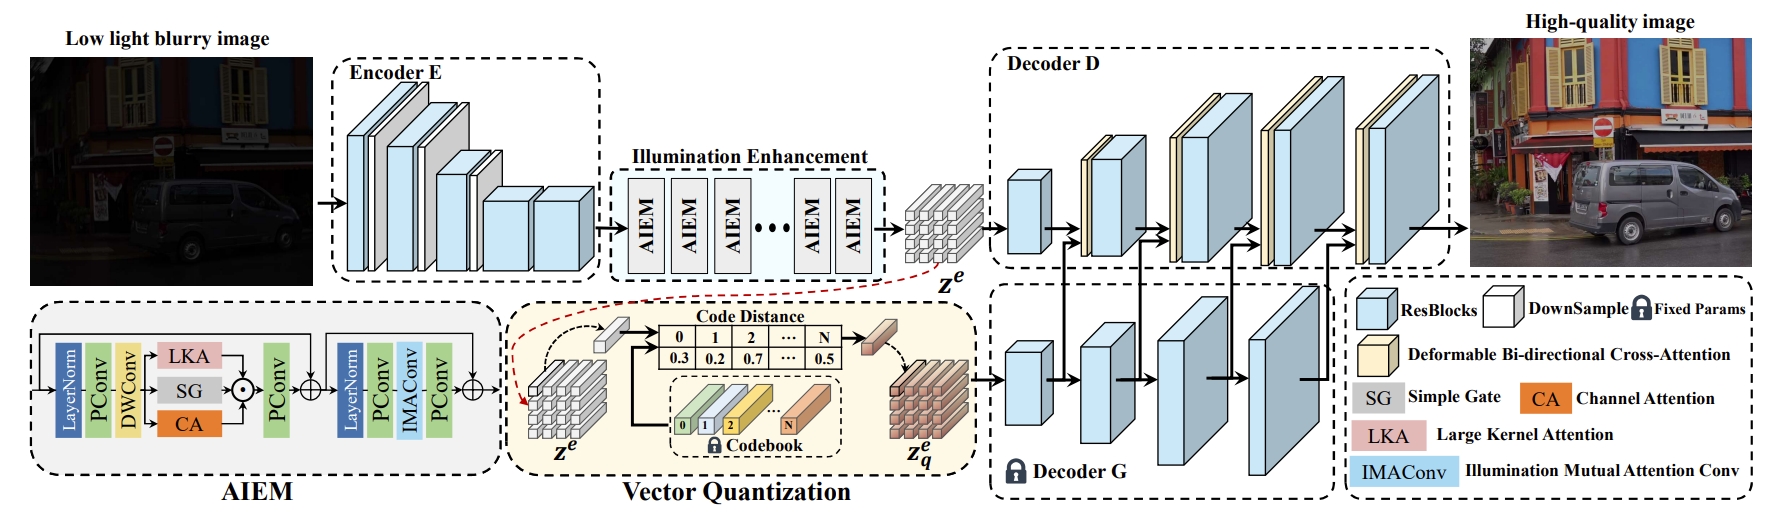 Low light blurry image
Encoder E
Illumination Enhancement
AIEM
AIEM
AIEM
AIEM
AIEM
z^e
Decoder D
High-quality image
LayerNorm
PConv
DWConv
LKA
SG
CA
PConv
LayerNorm
PConv
IMAConv
PConv
AIEM
Code Distance
0 1 2 ... N
0.3 0.2 0.7 ... 0.5
0 1 2 ... N
Codebook
z^e
z_q^e
Vector Quantization
Decoder G
ResBlocks
DownSample
Fixed Params
Deformable Bi-directional Cross-Attention
SG Simple Gate
CA Channel Attention
LKA Large Kernel Attention
IMAConv Illumination Mutual Attention Conv